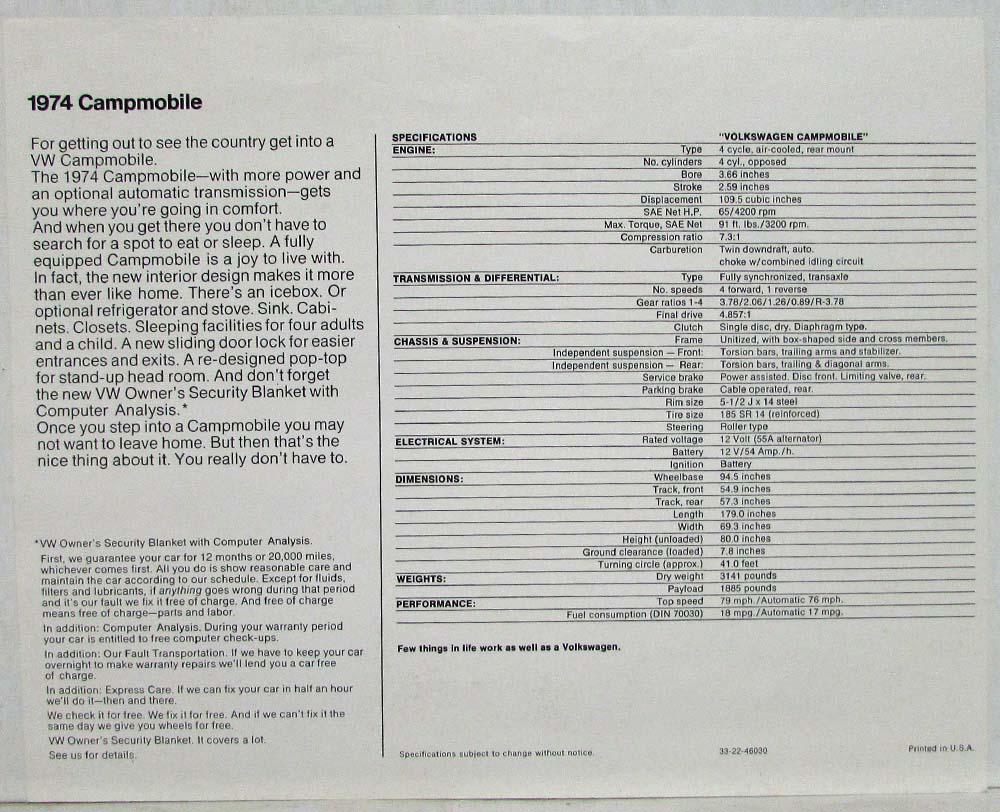 1974 Campmobile
For getting out to see the country get into a
VW Campmobile.
The 1974 Campmobile—with more power and
an optional automatic transmission—gets
you where you're going in comfort.
And when you get there you don't have to
search for a spot to eat or sleep. A fully
equipped Campmobile is a joy to live with.
In fact, the new interior design makes it more
than ever like home. There's an icebox. Or
optional refrigerator and stove. Sink. Cabi-
nets. Closets. Sleeping facilities for four adults
and a child. A new sliding door lock for easier
entrances and exits. A re-designed pop-top
for stand-up head room. And don't forget
the new VW Owner's Security Blanket with
Computer Analysis.*
Once you step into a Campmobile you may
not want to leave home. But then that's the
nice thing about it. You really don't have to.
*VW Owner's Security Blanket with Computer Analysis.
First, we guarantee your car for 12 months or 20,000 miles,
whichever comes first. All you do is show reasonable care and
maintain the car according to our schedule. Except for fluids,
filters and lubricants, if anything goes wrong during that period
and it's our fault we fix it free of charge. And free of charge
means free of charge—parts and labor.
In addition: Computer Analysis. During your warranty period
your car is entitled to free computer check-ups.
In addition: Our Fault Transportation. If we have to keep your car
overnight to make warranty repairs we'll lend you a car free
of charge.
In addition: Express Care. If we can fix your car in half an hour
we'll do it—then and there.
We check it for free. We fix it for free. And if we can't fix it the
same day we give you wheels for free.
VW Owner's Security Blanket. It covers a lot.
See us for details.
SPECIFICATIONS "VOLKSWAGEN CAMPMOBILE"
ENGINE: Type 4 cycle, air-cooled, rear mount
No. cylinders 4 cyl., opposed
Bore 3.66 inches
Stroke 2.59 inches
Displacement 109.5 cubic inches
SAE Net H.P. 65/4200 rpm
Max. Torque, SAE Net 91 ft. lbs./3200 rpm.
Compression ratio 7.3:1
Carburetion Twin downdraft, auto.
choke w/combined idling circuit
TRANSMISSION & DIFFERENTIAL: Type Fully synchronized, transaxle
No. speeds 4 forward, 1 reverse
Gear ratios 1-4 3.78/2.06/1.26/0.89/R-3.78
Final drive 4.857:1
Clutch Single disc, dry. Diaphragm type.
CHASSIS & SUSPENSION: Frame Unitized, with box-shaped side and cross members.
Independent suspension — Front: Torsion bars, trailing arms and stabilizer.
Independent suspension — Rear: Torsion bars, trailing & diagonal arms.
Service brake Power assisted. Disc front. Limiting valve, rear.
Parking brake Cable operated, rear.
Rim size 5-1/2 J x 14 steel
Tire size 185 SR 14 (reinforced)
Steering Roller type
ELECTRICAL SYSTEM: Rated voltage 12 Volt (55A alternator)
Battery 12 V/54 Amp./h.
Ignition Battery
DIMENSIONS: Wheelbase 94.5 inches
Track, front 54.9 inches
Track, rear 57.3 inches
Length 179.0 inches
Width 69.3 inches
Height (unloaded) 80.0 inches
Ground clearance (loaded) 7.8 inches
Turning circle (approx.) 41.0 feet
WEIGHTS: Dry weight 3141 pounds
Payload 1885 pounds
PERFORMANCE: Top speed 79 mph./Automatic 76 mph.
Fuel consumption (DIN 70030) 18 mpg./Automatic 17 mpg.
Few things in life work as well as a Volkswagen.
Specifications subject to change without notice. 33-22-46030 Printed in U.S.A.